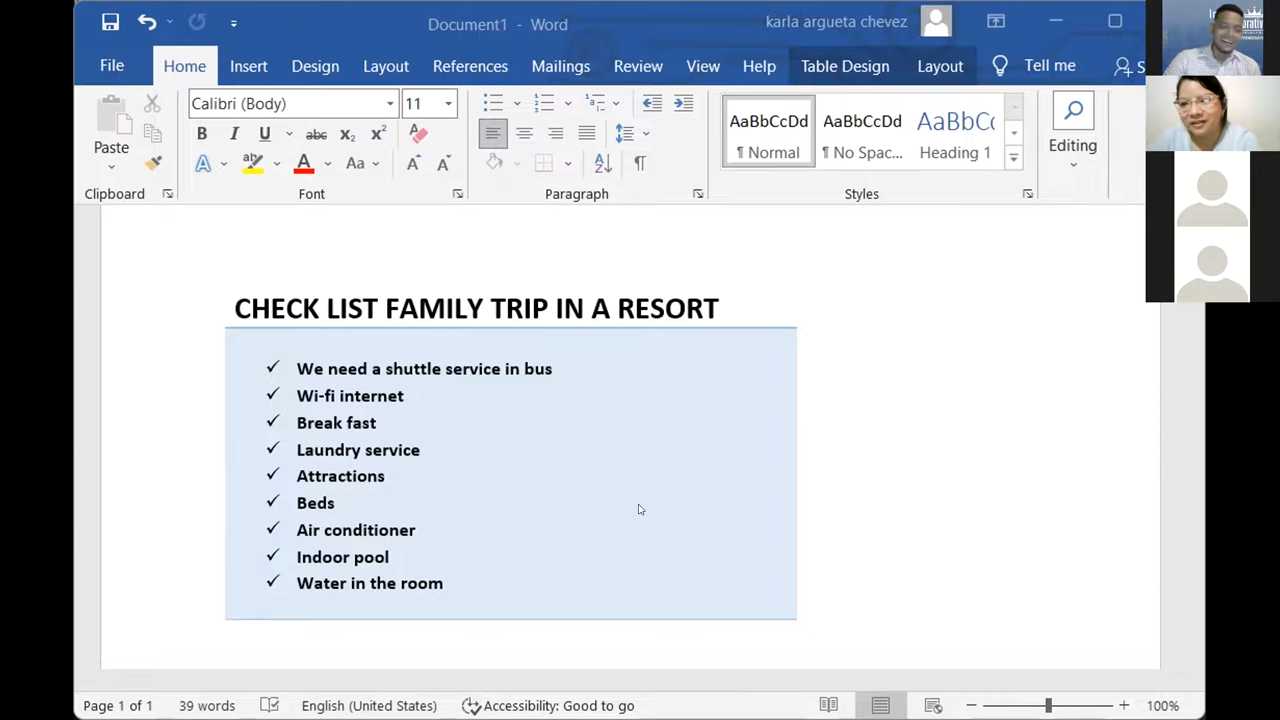 Document1 - Word
karla argueta chevez
File Home Insert Design Layout References Mailings Review View Help Table Design Layout Tell me S
Calibri (Body) 11
Paste
Clipboard
Font
Paragraph
AaBbCcDd AaBbCcDd AaBbCc
¶ Normal ¶ No Spac... Heading 1
Styles
Editing
CHECK LIST FAMILY TRIP IN A RESORT
✓ We need a shuttle service in bus
✓ Wi-fi internet
✓ Break fast
✓ Laundry service
✓ Attractions
✓ Beds
✓ Air conditioner
✓ Indoor pool
✓ Water in the room
Page 1 of 1 39 words English (United States) Accessibility: Good to go 100%